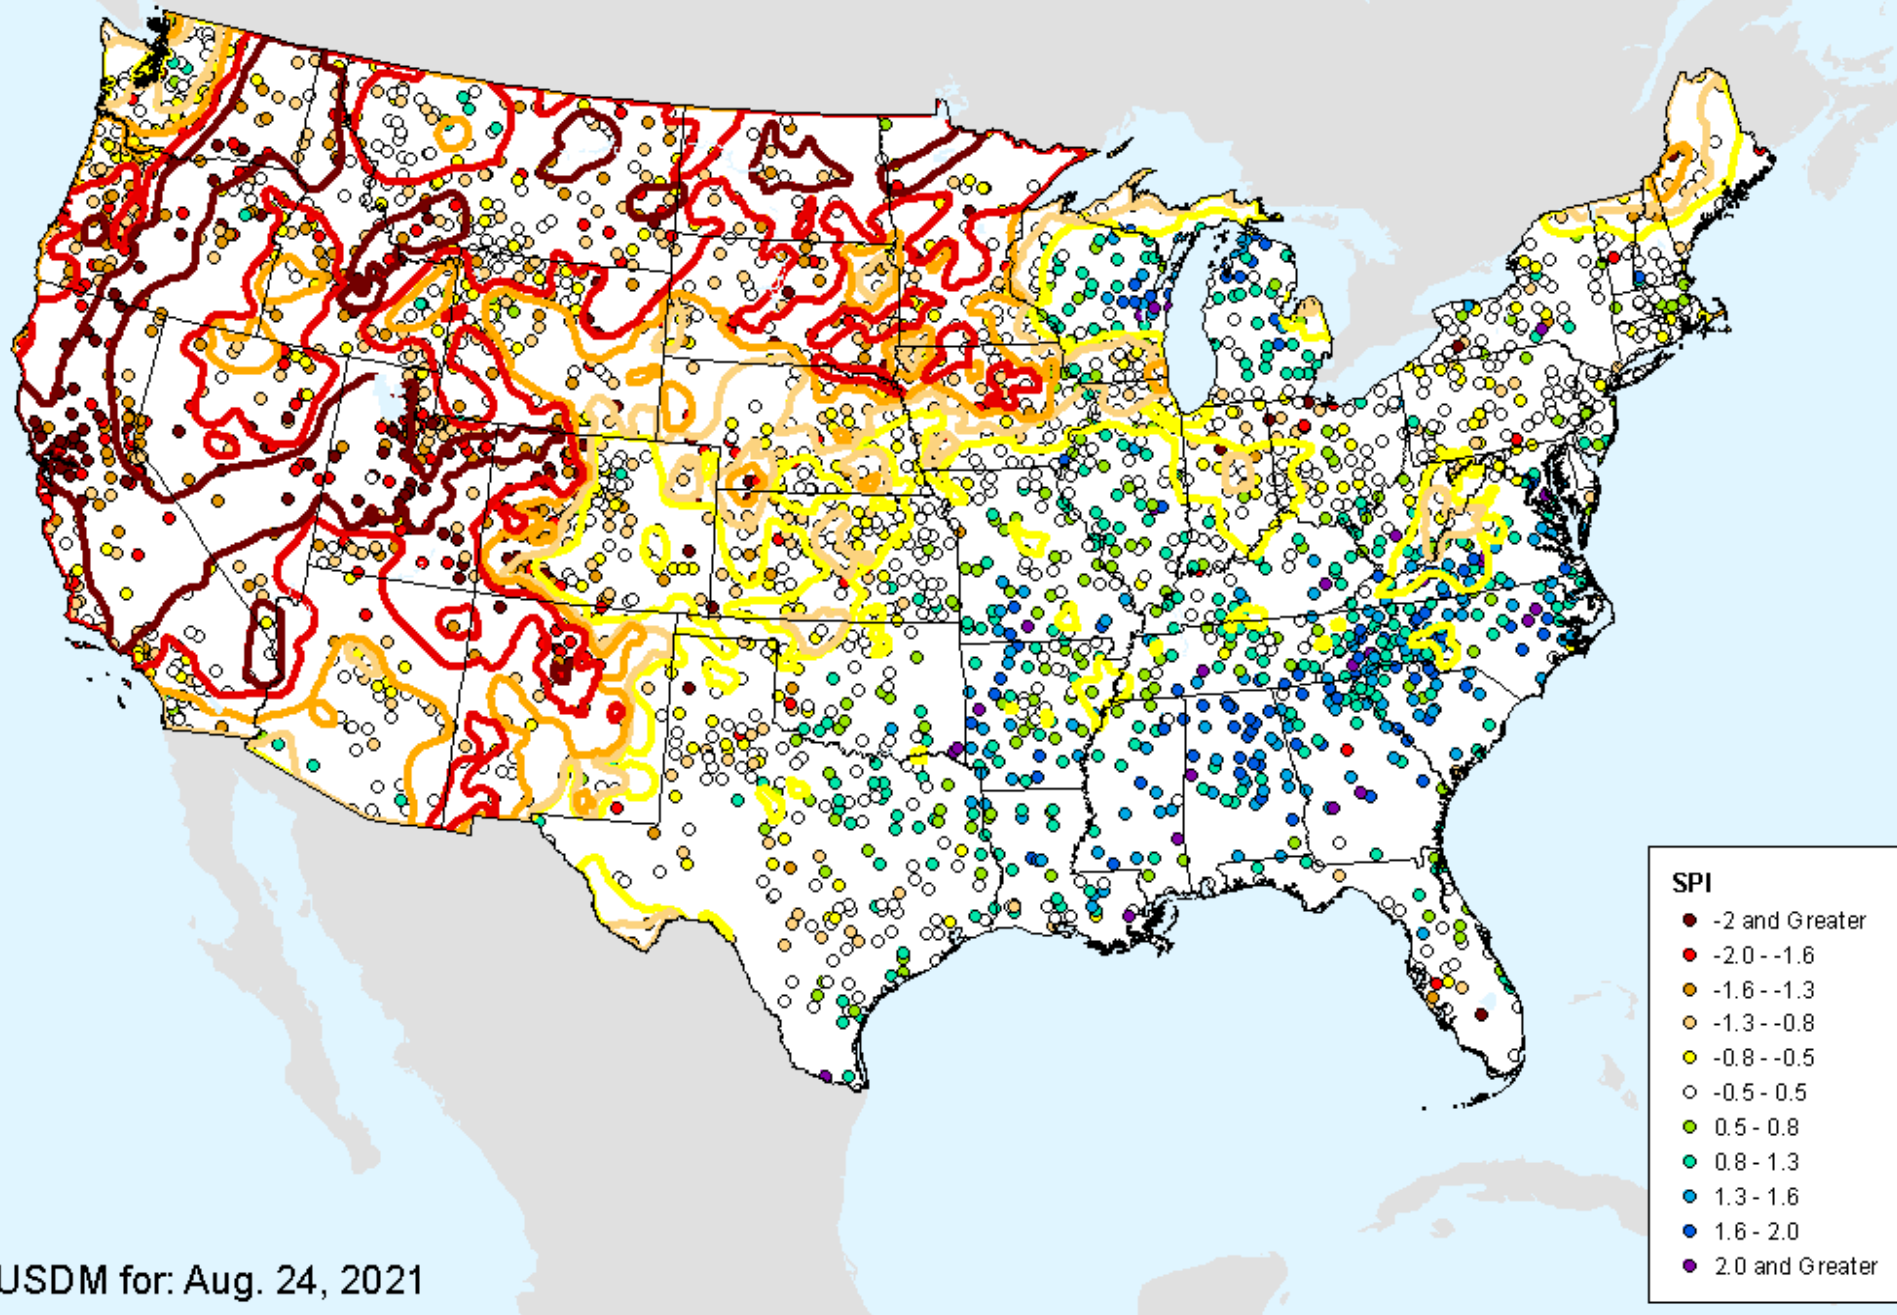 SPI
-2 and Greater
-2.0 - -1.6
-1.6 - -1.3
-1.3 - -0.8
-0.8 - -0.5
-0.5 - 0.5
0.5 - 0.8
0.8 - 1.3
1.3 - 1.6
1.6 - 2.0
2.0 and Greater
USDM for: Aug. 24, 2021